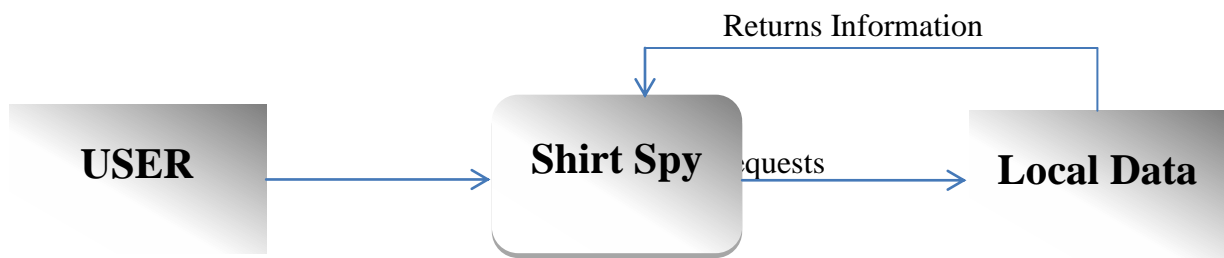 Returns Information
USER
Shirt Spy
equests
Local Data